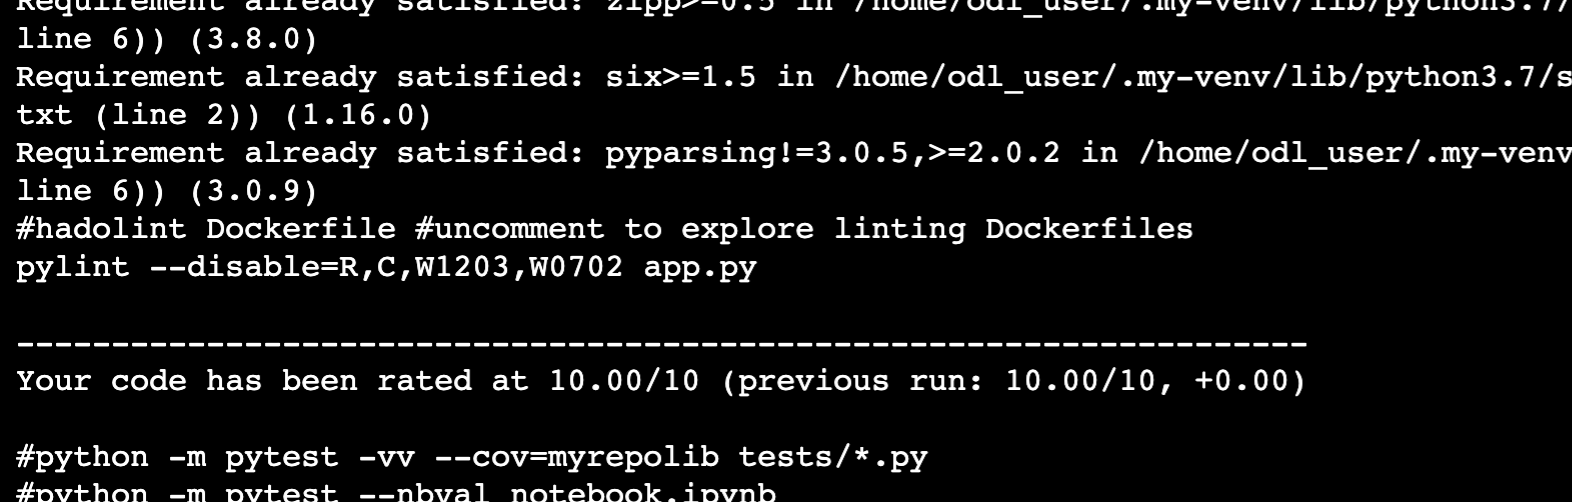 Requirement already satisfied: zipp>=0.5 in /home/odl_user/.my-venv/lib/python3.7/
line 6)) (3.8.0)
Requirement already satisfied: six>=1.5 in /home/odl_user/.my-venv/lib/python3.7/s
txt (line 2)) (1.16.0)
Requirement already satisfied: pyparsing!=3.0.5,>=2.0.2 in /home/odl_user/.my-venv
line 6)) (3.0.9)
#hadolint Dockerfile #uncomment to explore linting Dockerfiles
pylint --disable=R,C,W1203,W0702 app.py
--------------------------------------------------------------------
Your code has been rated at 10.00/10 (previous run: 10.00/10, +0.00)
#python -m pytest -vv --cov=myrepolib tests/*.py
#python -m pytest --nbval notebook.ipynb